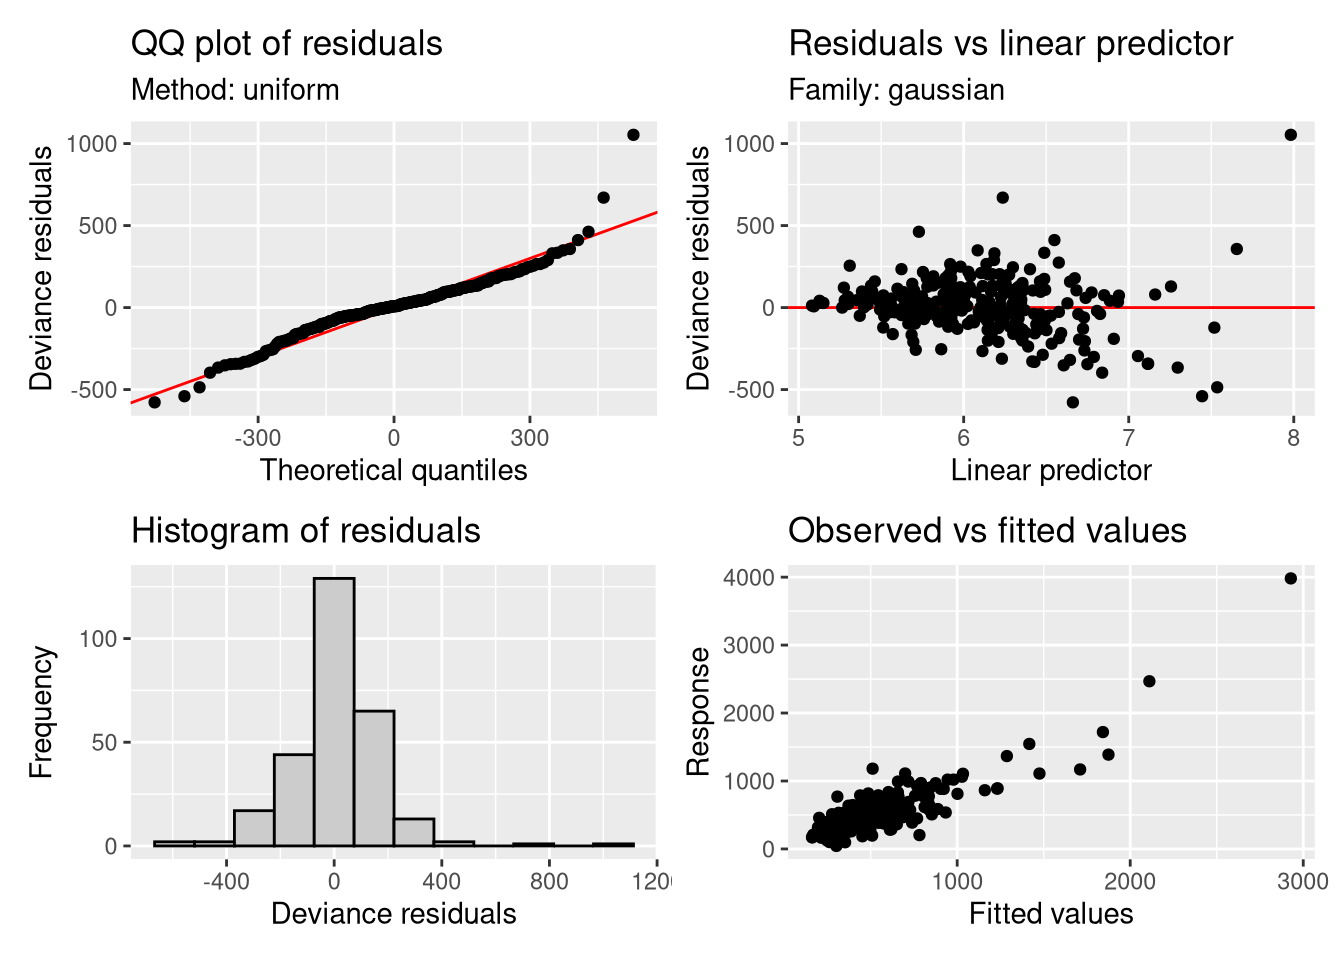 QQ plot of residuals
Method: uniform
1000
500
0
-500
Deviance residuals
-300
0
300
Theoretical quantiles
Residuals vs linear predictor
Family: gaussian
1000
500
0
-500
Deviance residuals
5
6
7
8
Linear predictor
Histogram of residuals
100
50
0
Frequency
-400
0
400
800
120
Deviance residuals
Observed vs fitted values
4000
3000
2000
1000
0
Response
1000
2000
3000
Fitted values